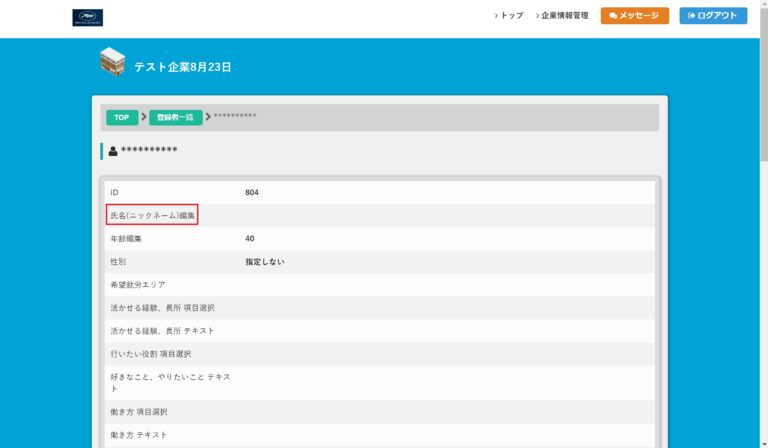 トップ 企業情報管理 メッセージ ログアウト
テスト企業8月23日
TOP 登録者一覧 **********
**********
ID 804
氏名(ニックネーム)編集
年齢編集 40
性別 指定しない
希望就労エリア
活かせる経験、長所 項目選択
活かせる経験、長所 テキスト
行いたい役割 項目選択
好きなこと、やりたいこと テキス
ト
働き方 項目選択
働き方 テキスト